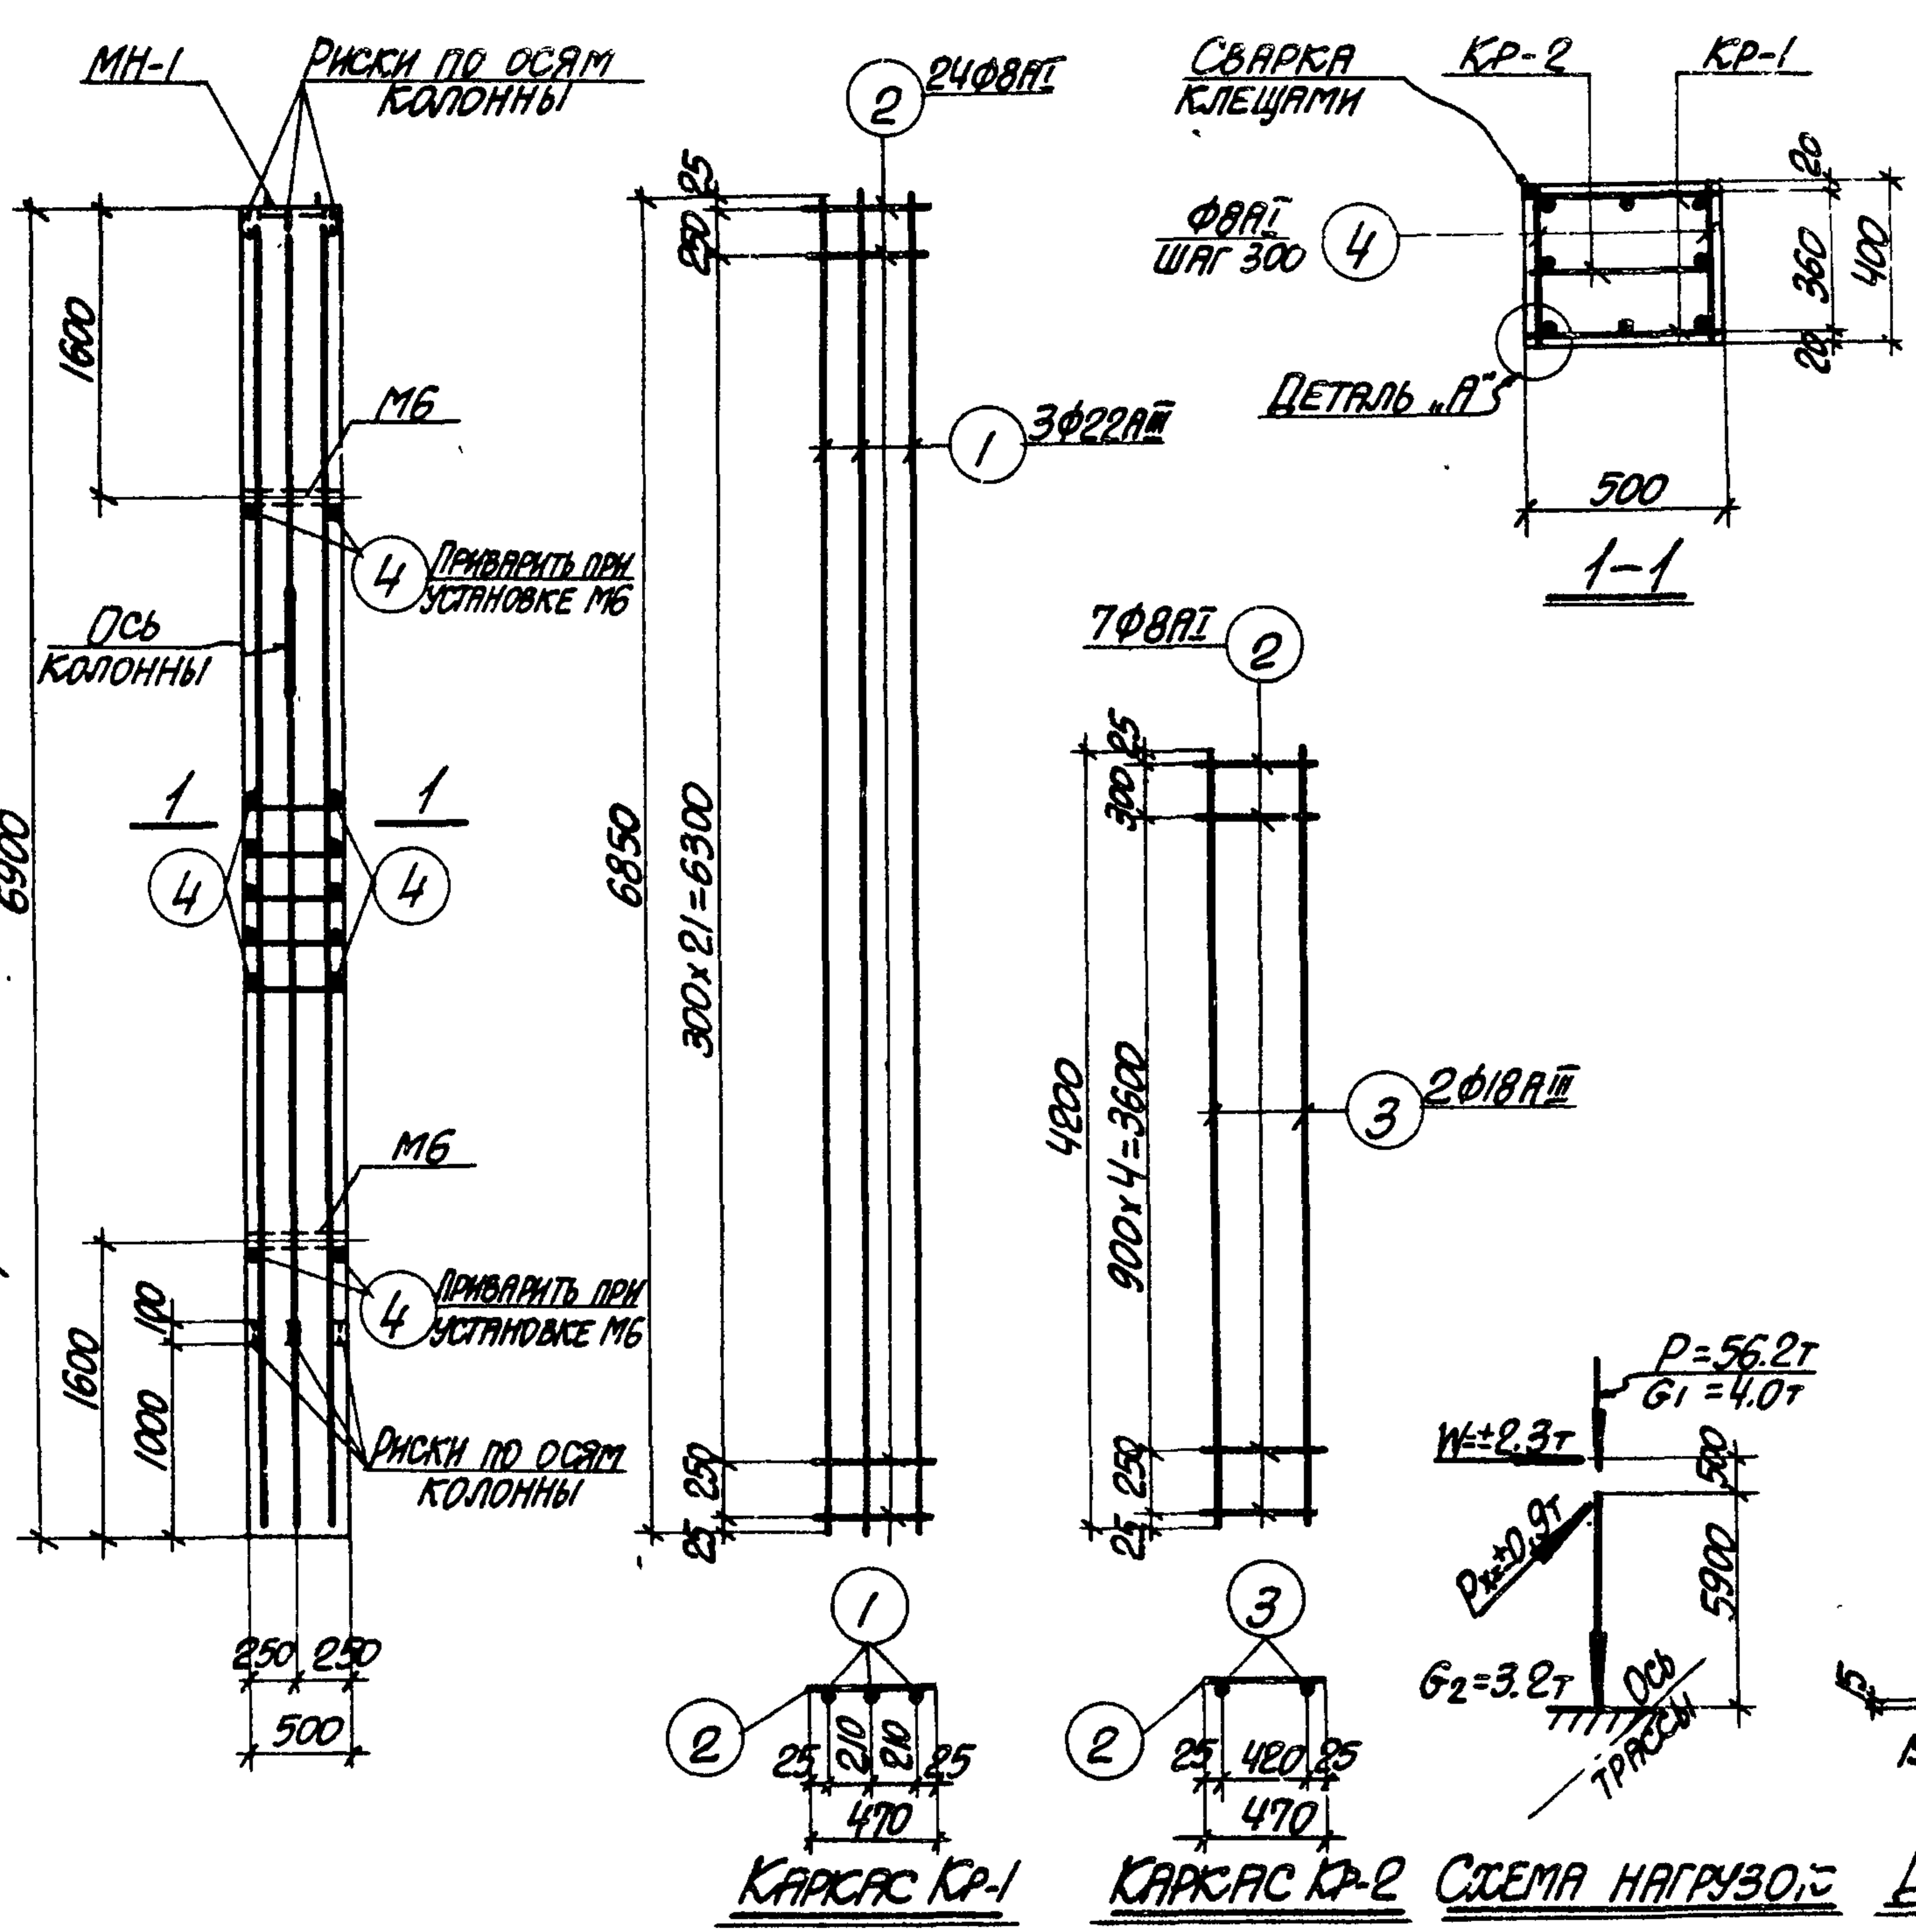 МН-1
Риски по осям
колонны
1600
М6
4
Приварить при
установке М6
Ось
колонны
1
1
6900
4
4
М6
4
Приварить при
установке М6
100
1600
1000
Риски по осям
колонны
250
250
500
2
24ф8АI
25
250
1
3ф22АIII
6850
300х21=6300
250
25
1
2
25
210
210
25
470
Каркас Кр-1
7ф8АI
2
25
300
4200
900х4=3600
3
2ф18АIII
250
25
3
2
25
420
25
470
Каркас Кр-2
Сварка
клещами
Кр-2
Кр-1
ф8АI
шаг 300
4
20
360
400
20
Деталь „А“
500
1-1
Р=56.2т
G1=4.0т
W=±2.3т
500
Рх=±0.9т
5900
G2=3.2т
Ось
трассы
Схема нагрузой
15